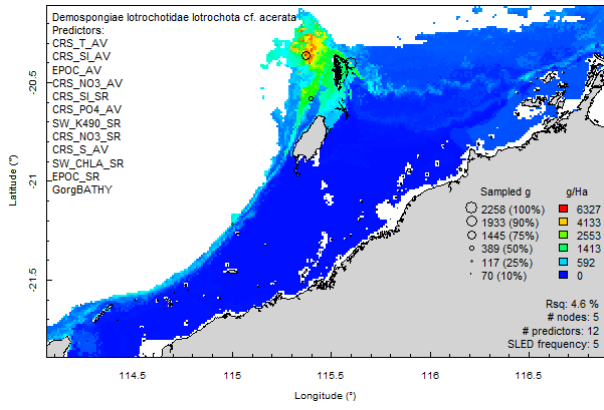 Demospongiae Iotrochotidae Iotrochota cf. acerata
Predictors:
CRS_T_AV
CRS_SI_AV
EPOC_AV
CRS_NO3_AV
CRS_SI_SR
CRS_PO4_AV
SW_K490_SR
CRS_NO3_SR
CRS_S_AV
SW_CHLA_SR
EPOC_SR
GorgBATHY
-20.5
-21
-21.5
Latitude (°)
Sampled g g/Ha
2258 (100%) 6327
1933 (90%) 4133
1445 (75%) 2553
389 (50%) 1413
117 (25%) 592
70 (10%) 0
Rsq: 4.6 %
# nodes: 5
# predictors: 12
SLED frequency: 5
114.5 115 115.5 116 116.5
Longitude (°)